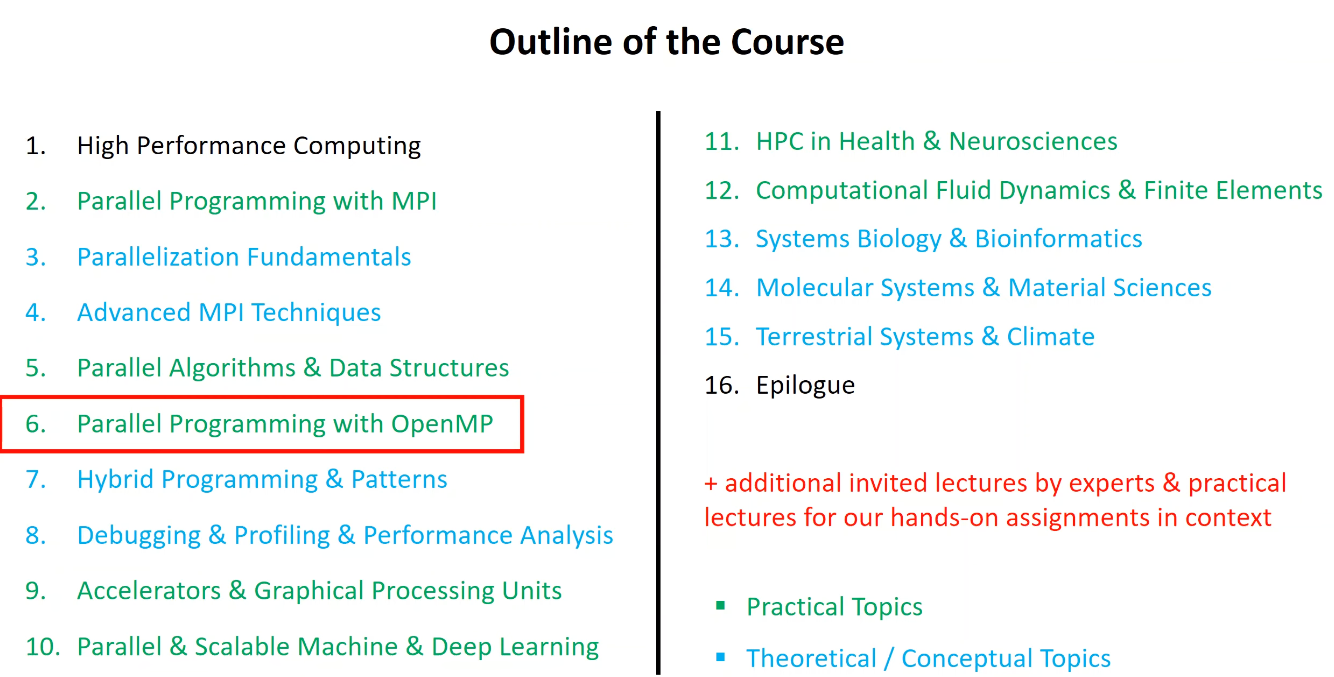 Outline of the Course
1. High Performance Computing
2. Parallel Programming with MPI
3. Parallelization Fundamentals
4. Advanced MPI Techniques
5. Parallel Algorithms & Data Structures
6. Parallel Programming with OpenMP
7. Hybrid Programming & Patterns
8. Debugging & Profiling & Performance Analysis
9. Accelerators & Graphical Processing Units
10. Parallel & Scalable Machine & Deep Learning
11. HPC in Health & Neurosciences
12. Computational Fluid Dynamics & Finite Elements
13. Systems Biology & Bioinformatics
14. Molecular Systems & Material Sciences
15. Terrestrial Systems & Climate
16. Epilogue
+ additional invited lectures by experts & practical
lectures for our hands-on assignments in context
▪ Practical Topics
▪ Theoretical / Conceptual Topics